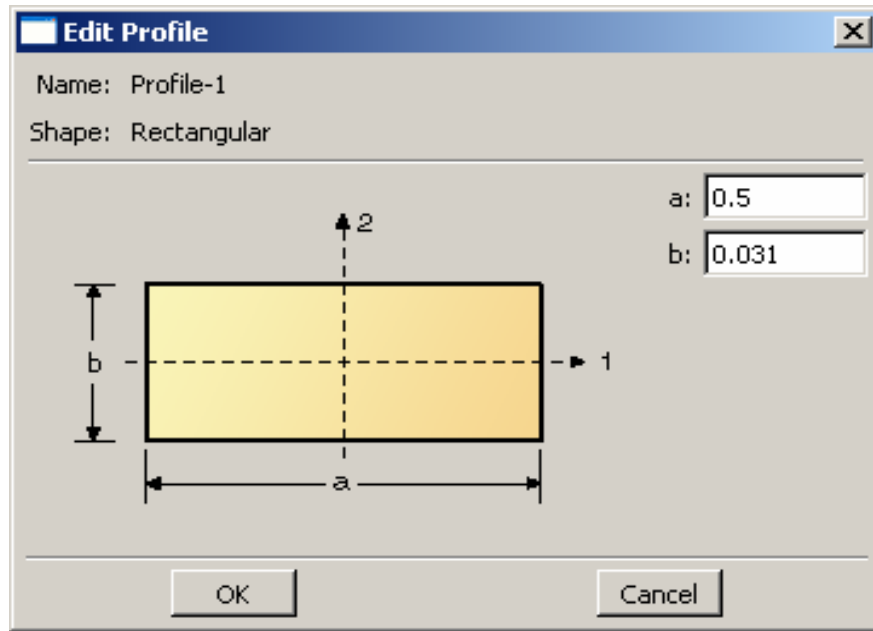 Edit Profile
Name: Profile-1
Shape: Rectangular
a: 0.5
b: 0.031
2
b
1
a
OK
Cancel